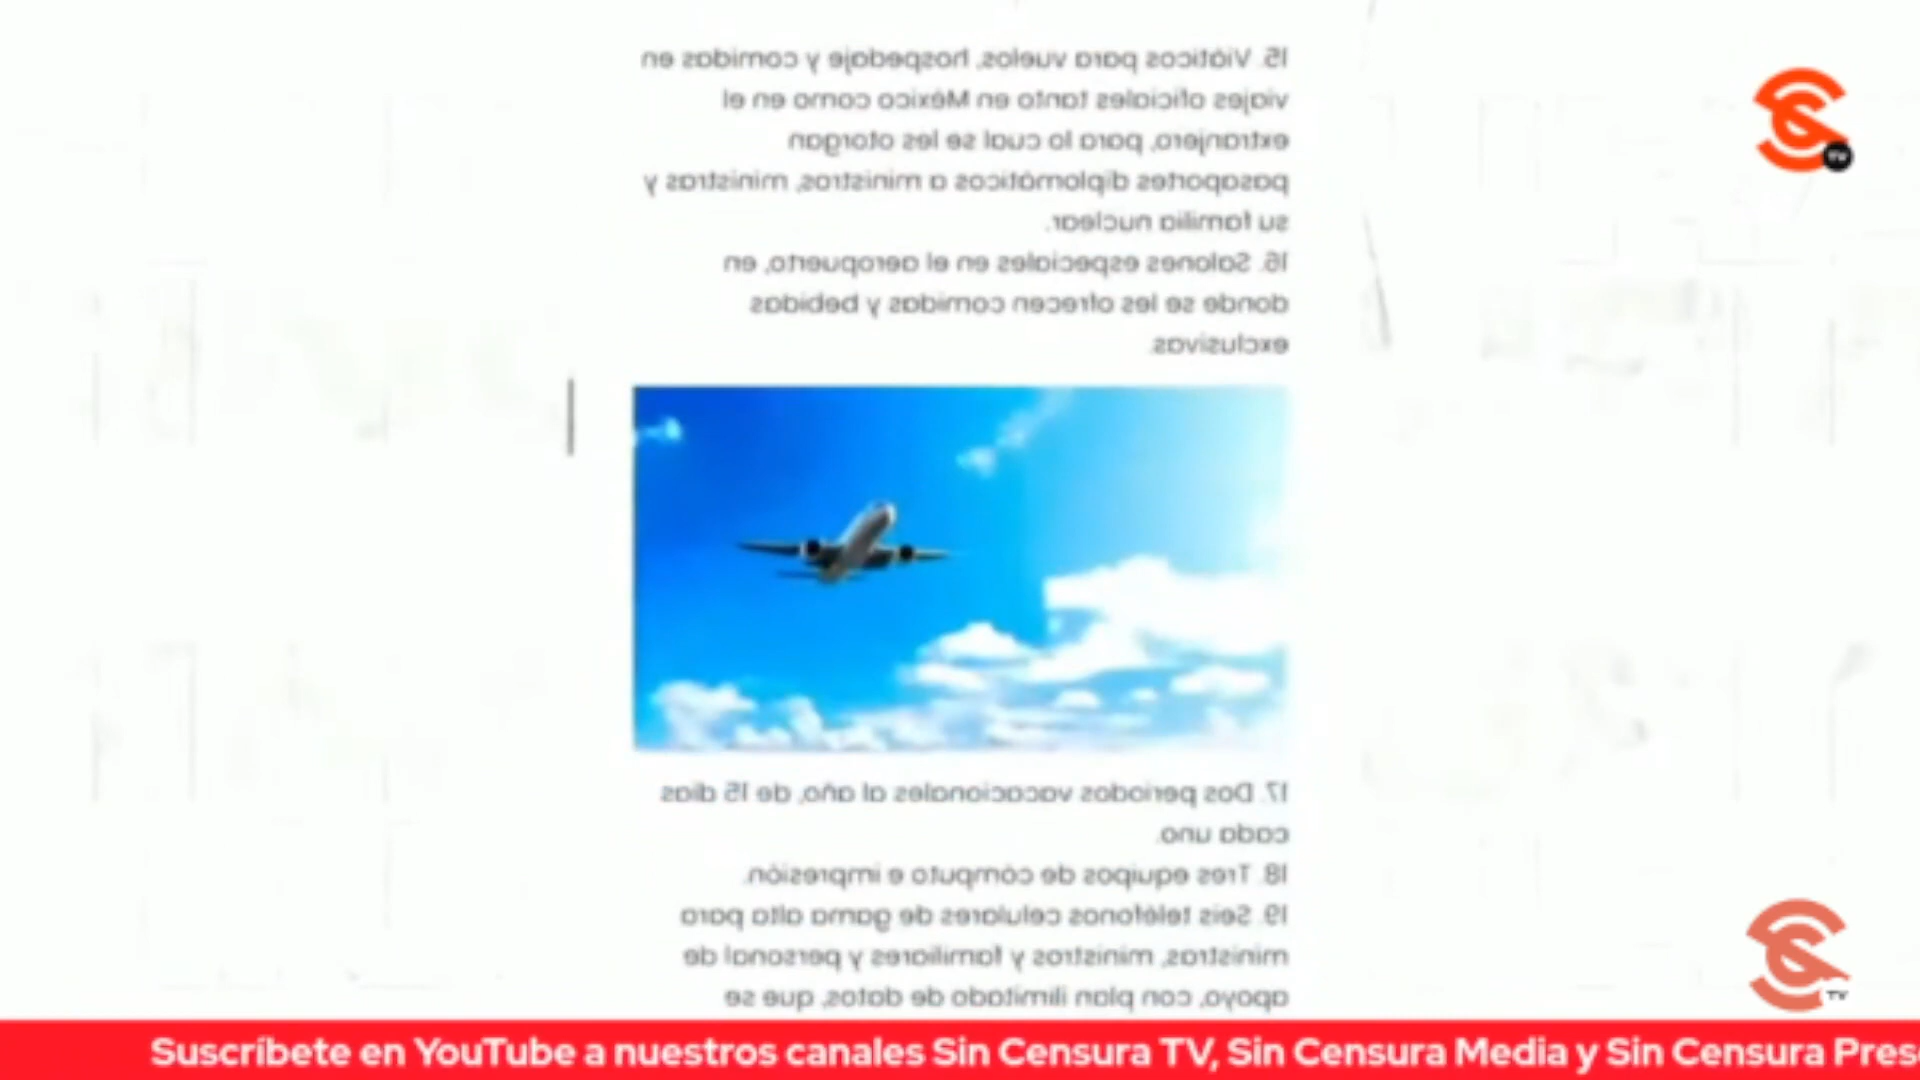 15. Viáticos para vuelos, hospedaje y comidas en
viajes oficiales tanto en México como en el
extranjero, para lo cual se les otorgan
pasaportes diplomáticos a ministros, ministras y
su familia nuclear.
16. Salones especiales en el aeropuerto, en
donde se les ofrecen comidas y bebidas
exclusivas.
17. Dos periodos vacacionales al año, de 15 días
cada uno.
18. Tres equipos de cómputo e impresión.
19. Seis teléfonos celulares de gama alta para
ministras, ministros y familiares y personal de
apoyo, con plan ilimitado de datos, que se
TV
TV
Suscríbete en YouTube a nuestros canales Sin Censura TV, Sin Censura Media y Sin Censura Pres